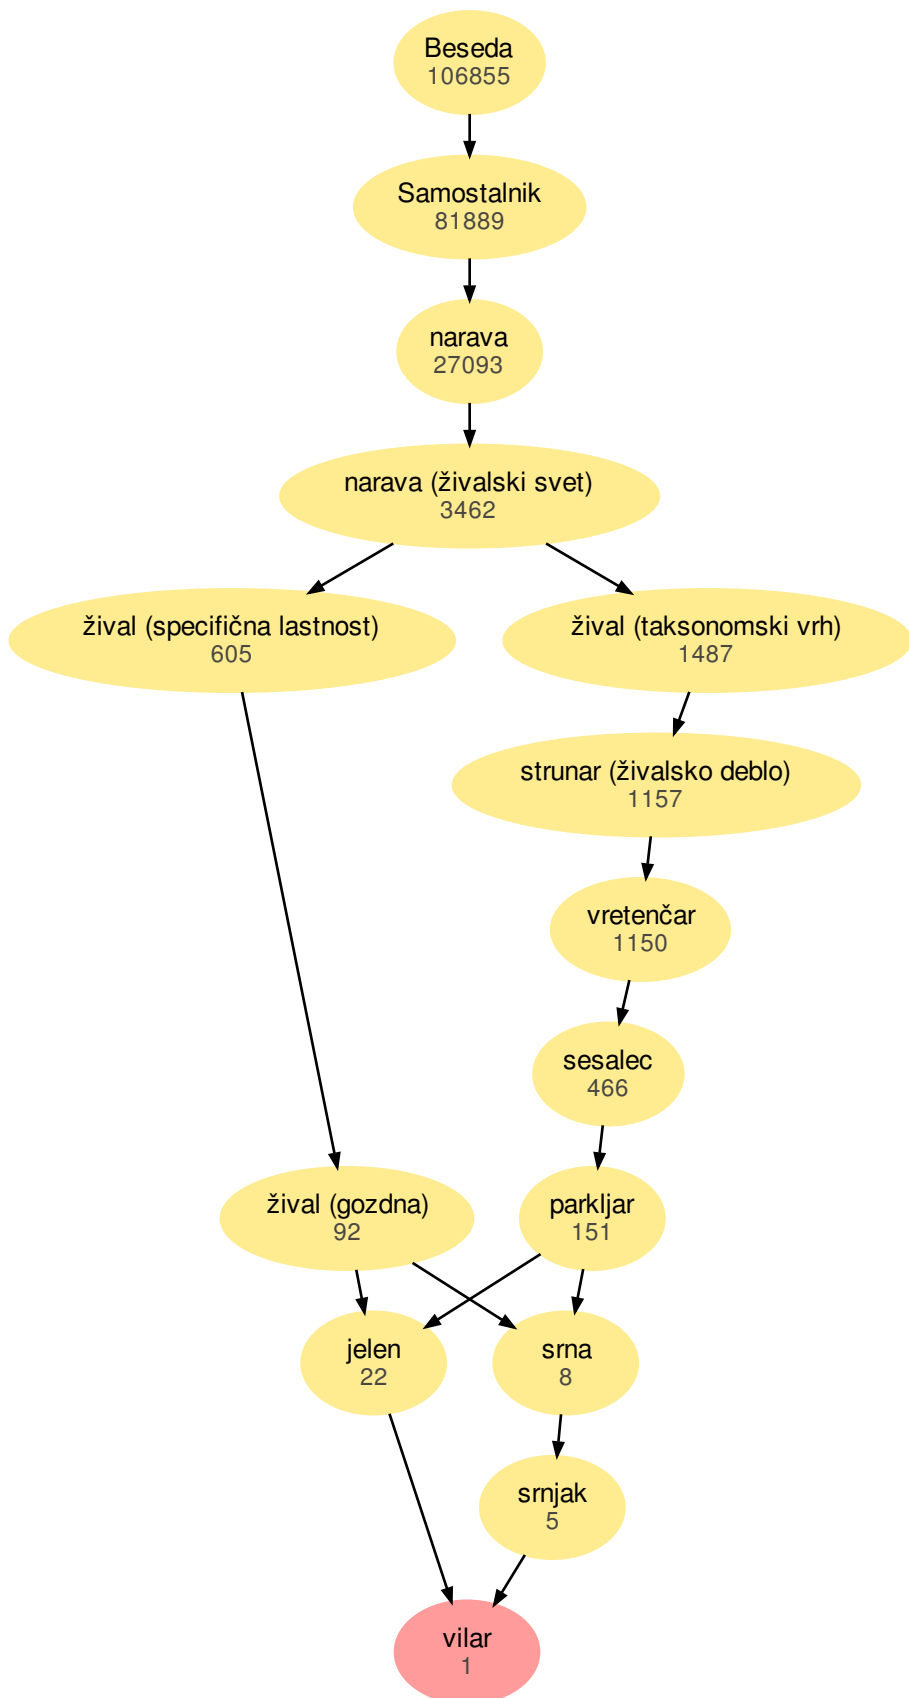 Beseda
106855
Samostalnik
81889
narava
27093
narava (živalski svet)
3462
žival (specifična lastnost)
605
žival (taksonomski vrh)
1487
strunar (živalsko deblo)
1157
vretenčar
1150
sesalec
466
žival (gozdna)
92
parkljar
151
jelen
22
srna
8
srnjak
5
vilar
1